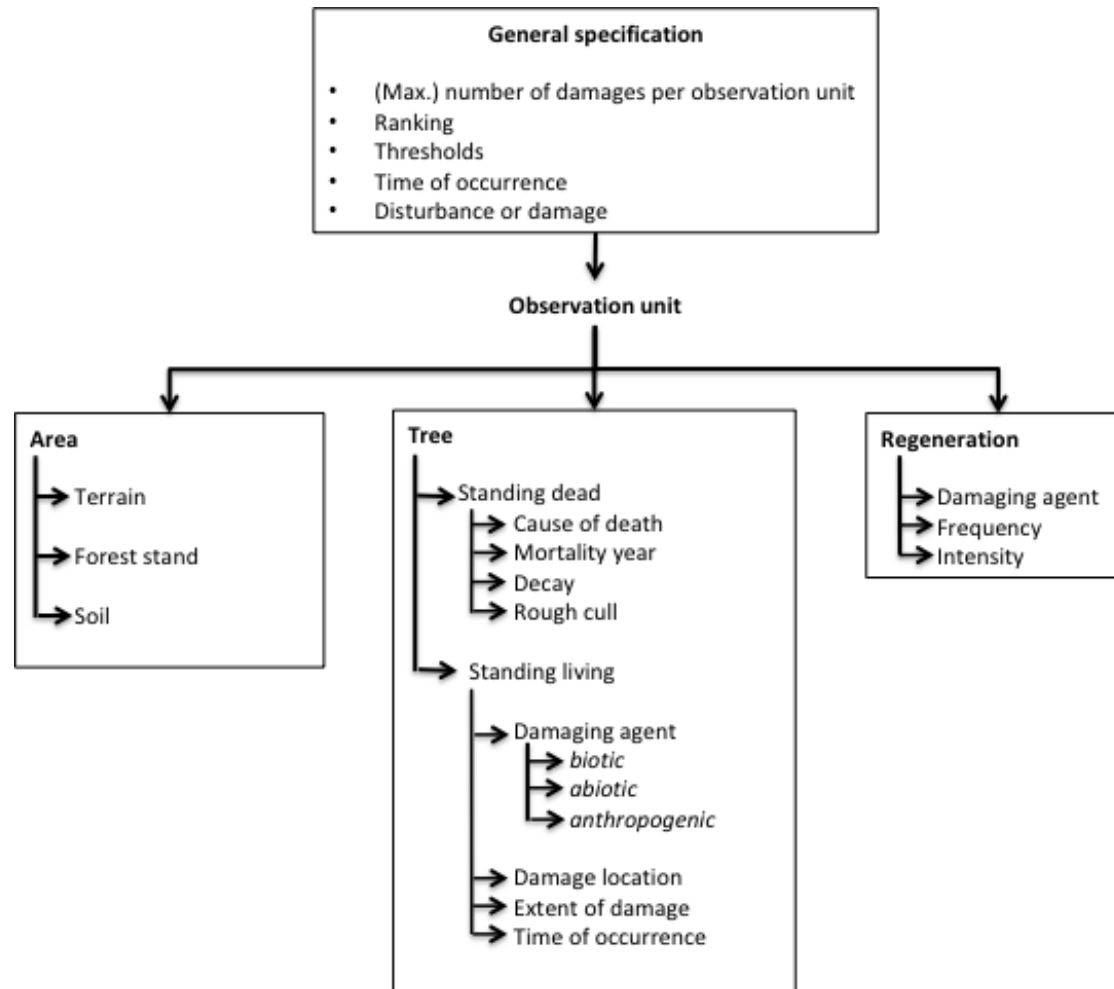 General specification
• (Max.) number of damages per observation unit
• Ranking
• Thresholds
• Time of occurrence
• Disturbance or damage
Observation unit
Area
Terrain
Forest stand
Soil
Tree
Standing dead
Cause of death
Mortality year
Decay
Rough cull
Standing living
Damaging agent
biotic
abiotic
anthropogenic
Damage location
Extent of damage
Time of occurrence
Regeneration
Damaging agent
Frequency
Intensity